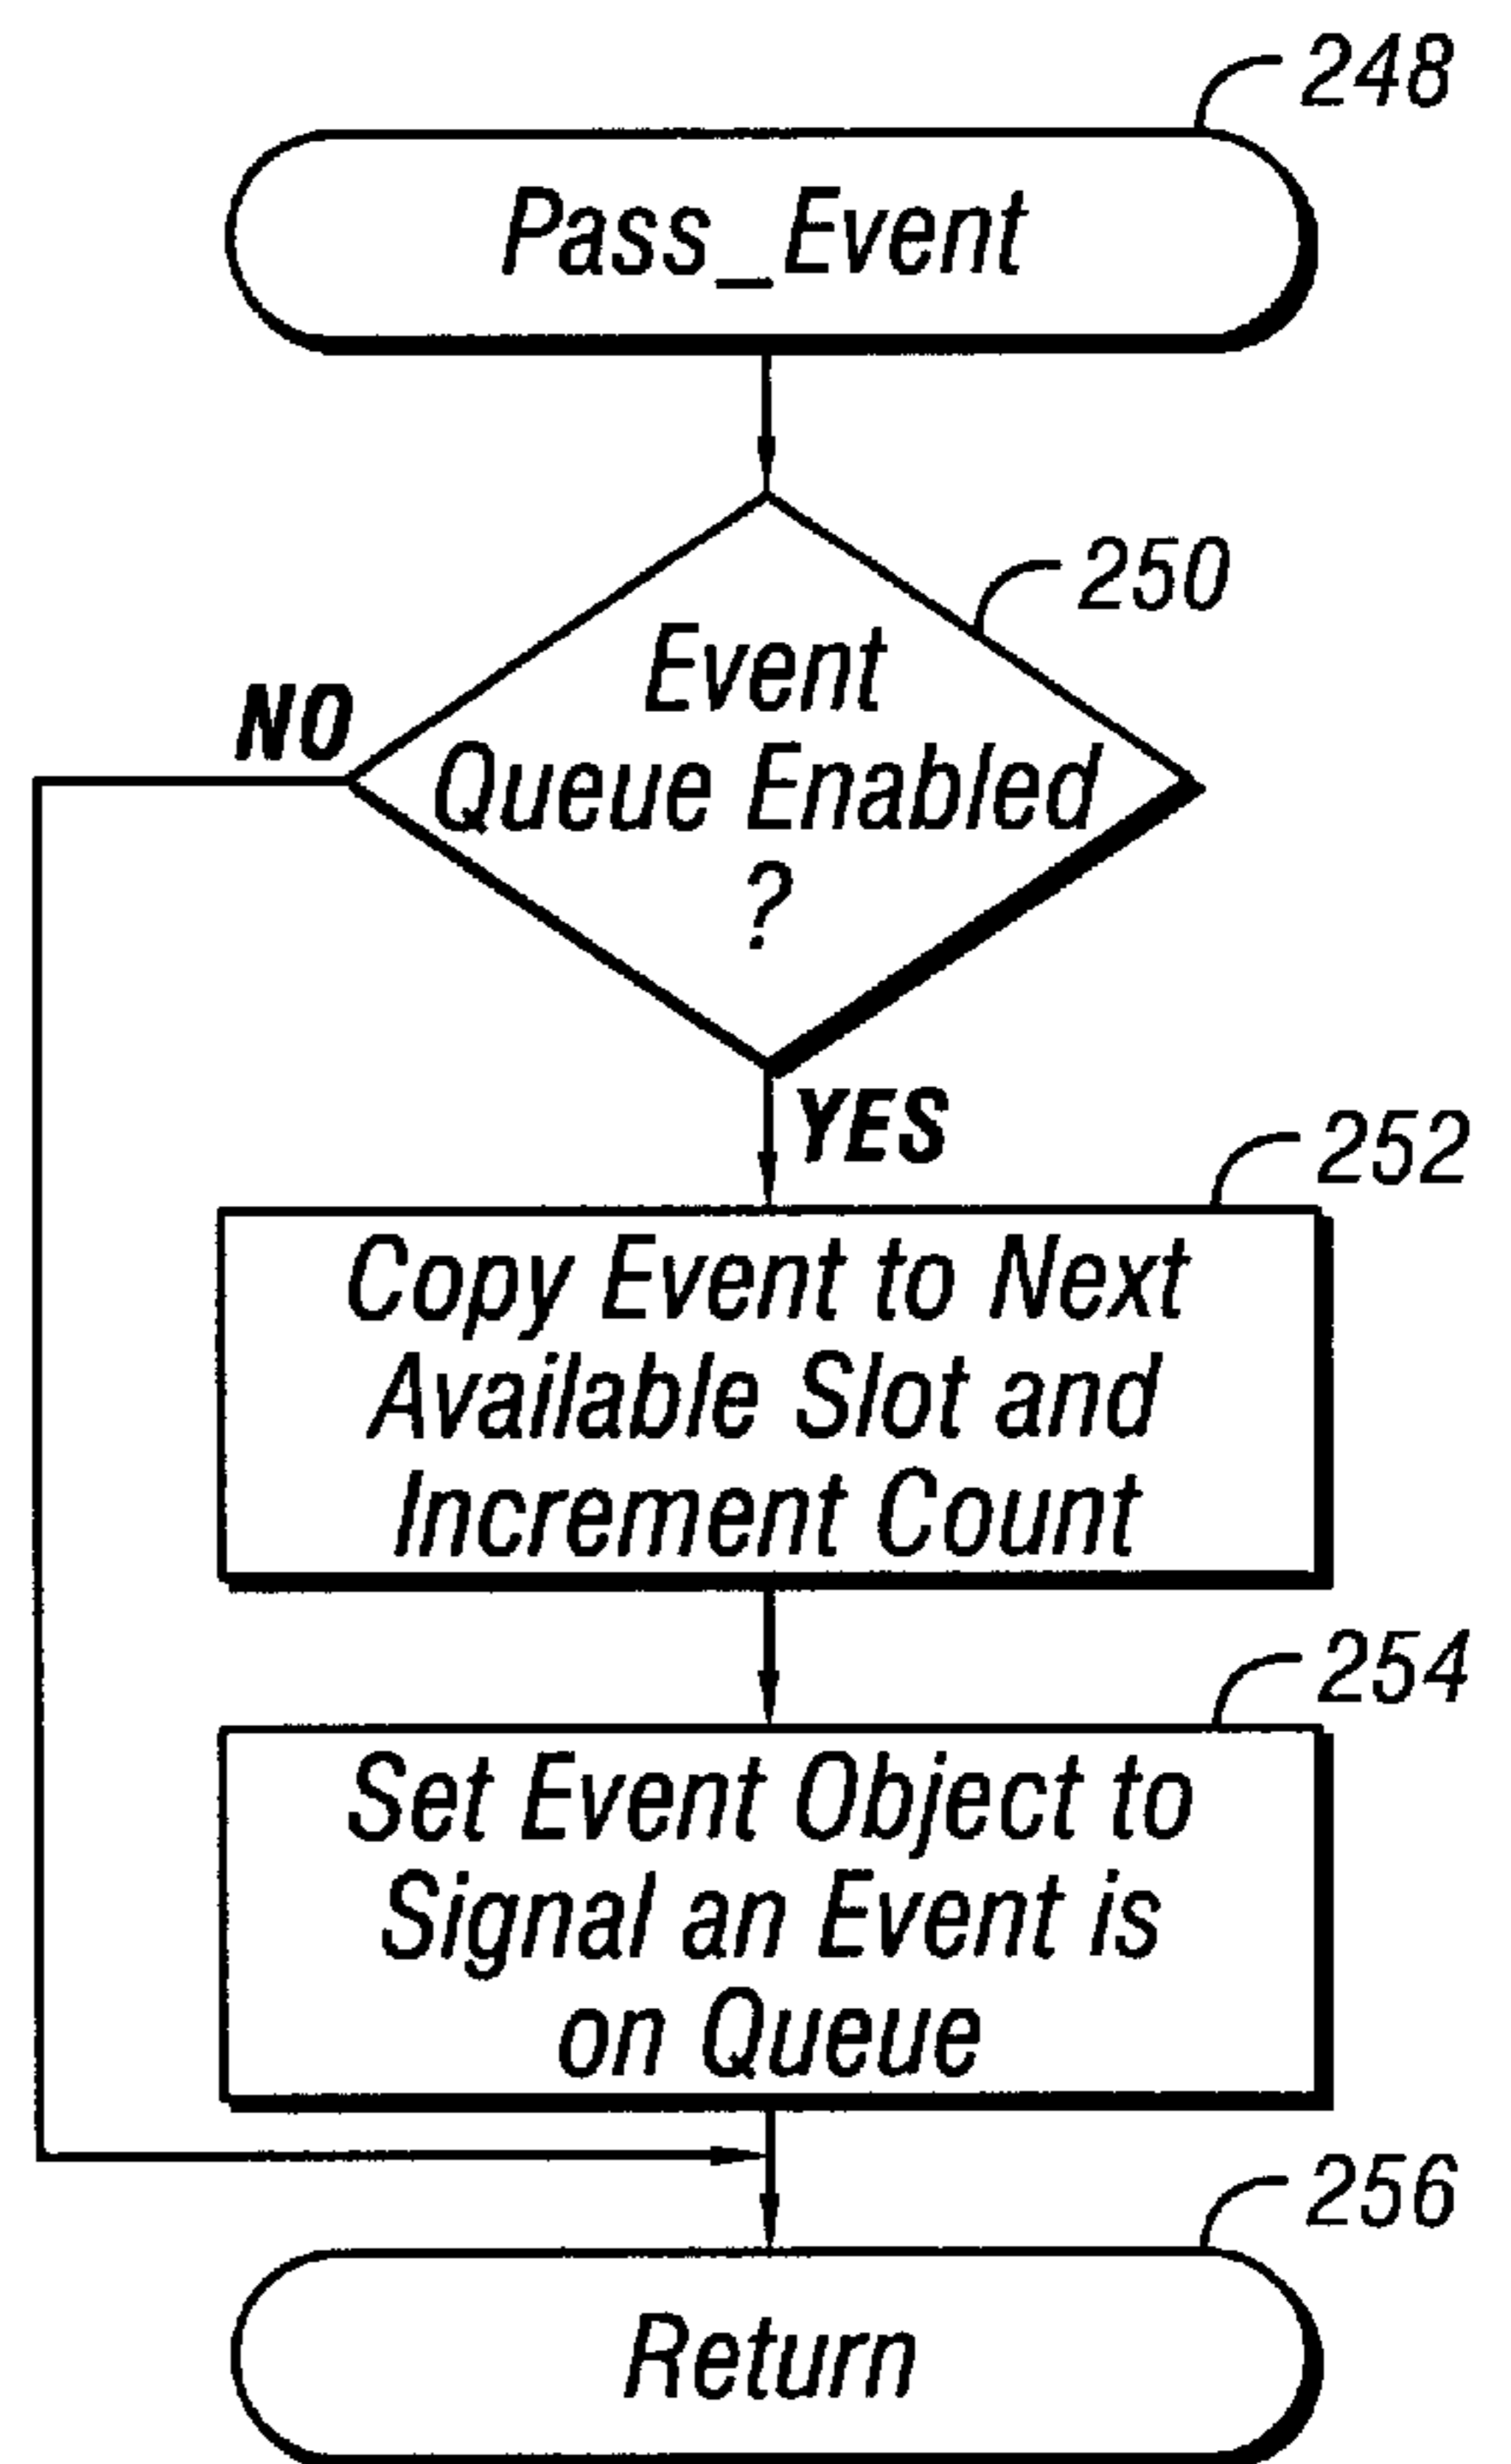 248
Pass_Event
250
Event
Queue Enabled
?
NO
YES
252
Copy Event to Next
Available Slot and
Increment Count
254
Set Event Object to
Signal an Event is
on Queue
256
Return